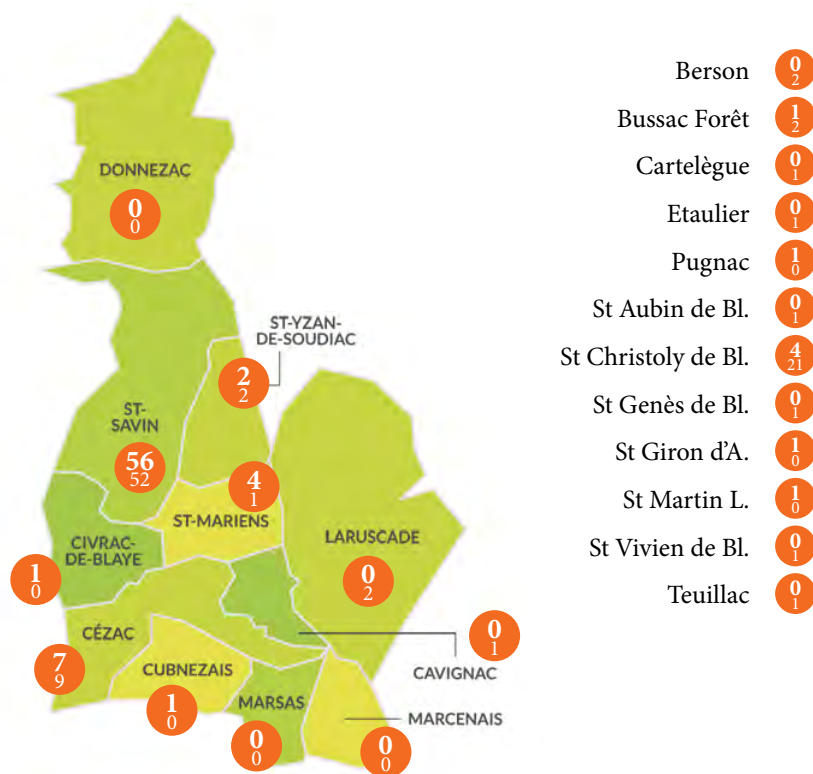 DONNEZAC
0
0
ST-YZAN-
DE-SOUDIAC
2
2
ST-
SAVIN
56
52
4
1
ST-MARIENS
CIVRAC-
DE-BLAYE
1
0
LARUSCADE
0
2
CÉZAC
7
9
0
1
CAVIGNAC
CUBNEZAIS
1
0
MARSAS
0
0
MARCENAIS
0
0
Berson 0
2
Bussac Forêt 1
2
Cartelègue 0
1
Etaulier 0
1
Pugnac 1
0
St Aubin de Bl. 0
1
St Christoly de Bl. 4
21
St Genès de Bl. 0
1
St Giron d'A. 1
0
St Martin L. 1
0
St Vivien de Bl. 0
1
Teuillac 0
1